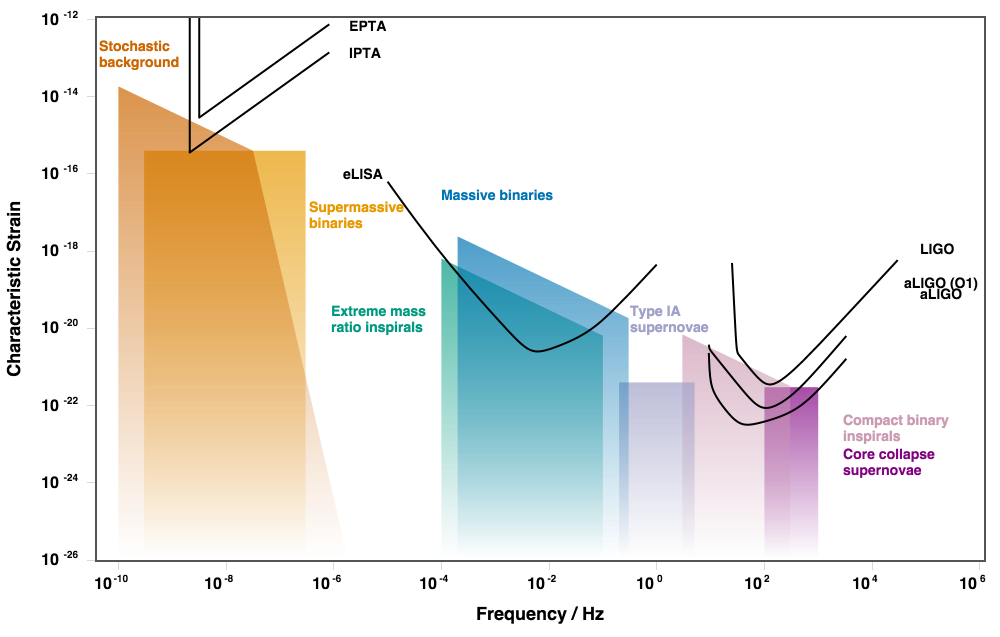 10 -12
EPTA
Stochastic
background
IPTA
10 -14
10 -16
eLISA
Massive binaries
Supermassive
binaries
10 -18
LIGO
aLIGO (O1)
aLIGO
Extreme mass
ratio inspirals
Type IA
supernovae
10 -20
10 -22
Compact binary
inspirals
Core collapse
supernovae
10 -24
10 -26
Characteristic Strain
10 -10 10 -8 10 -6 10 -4 10 -2 10 0 10 2 10 4 10 6
Frequency / Hz